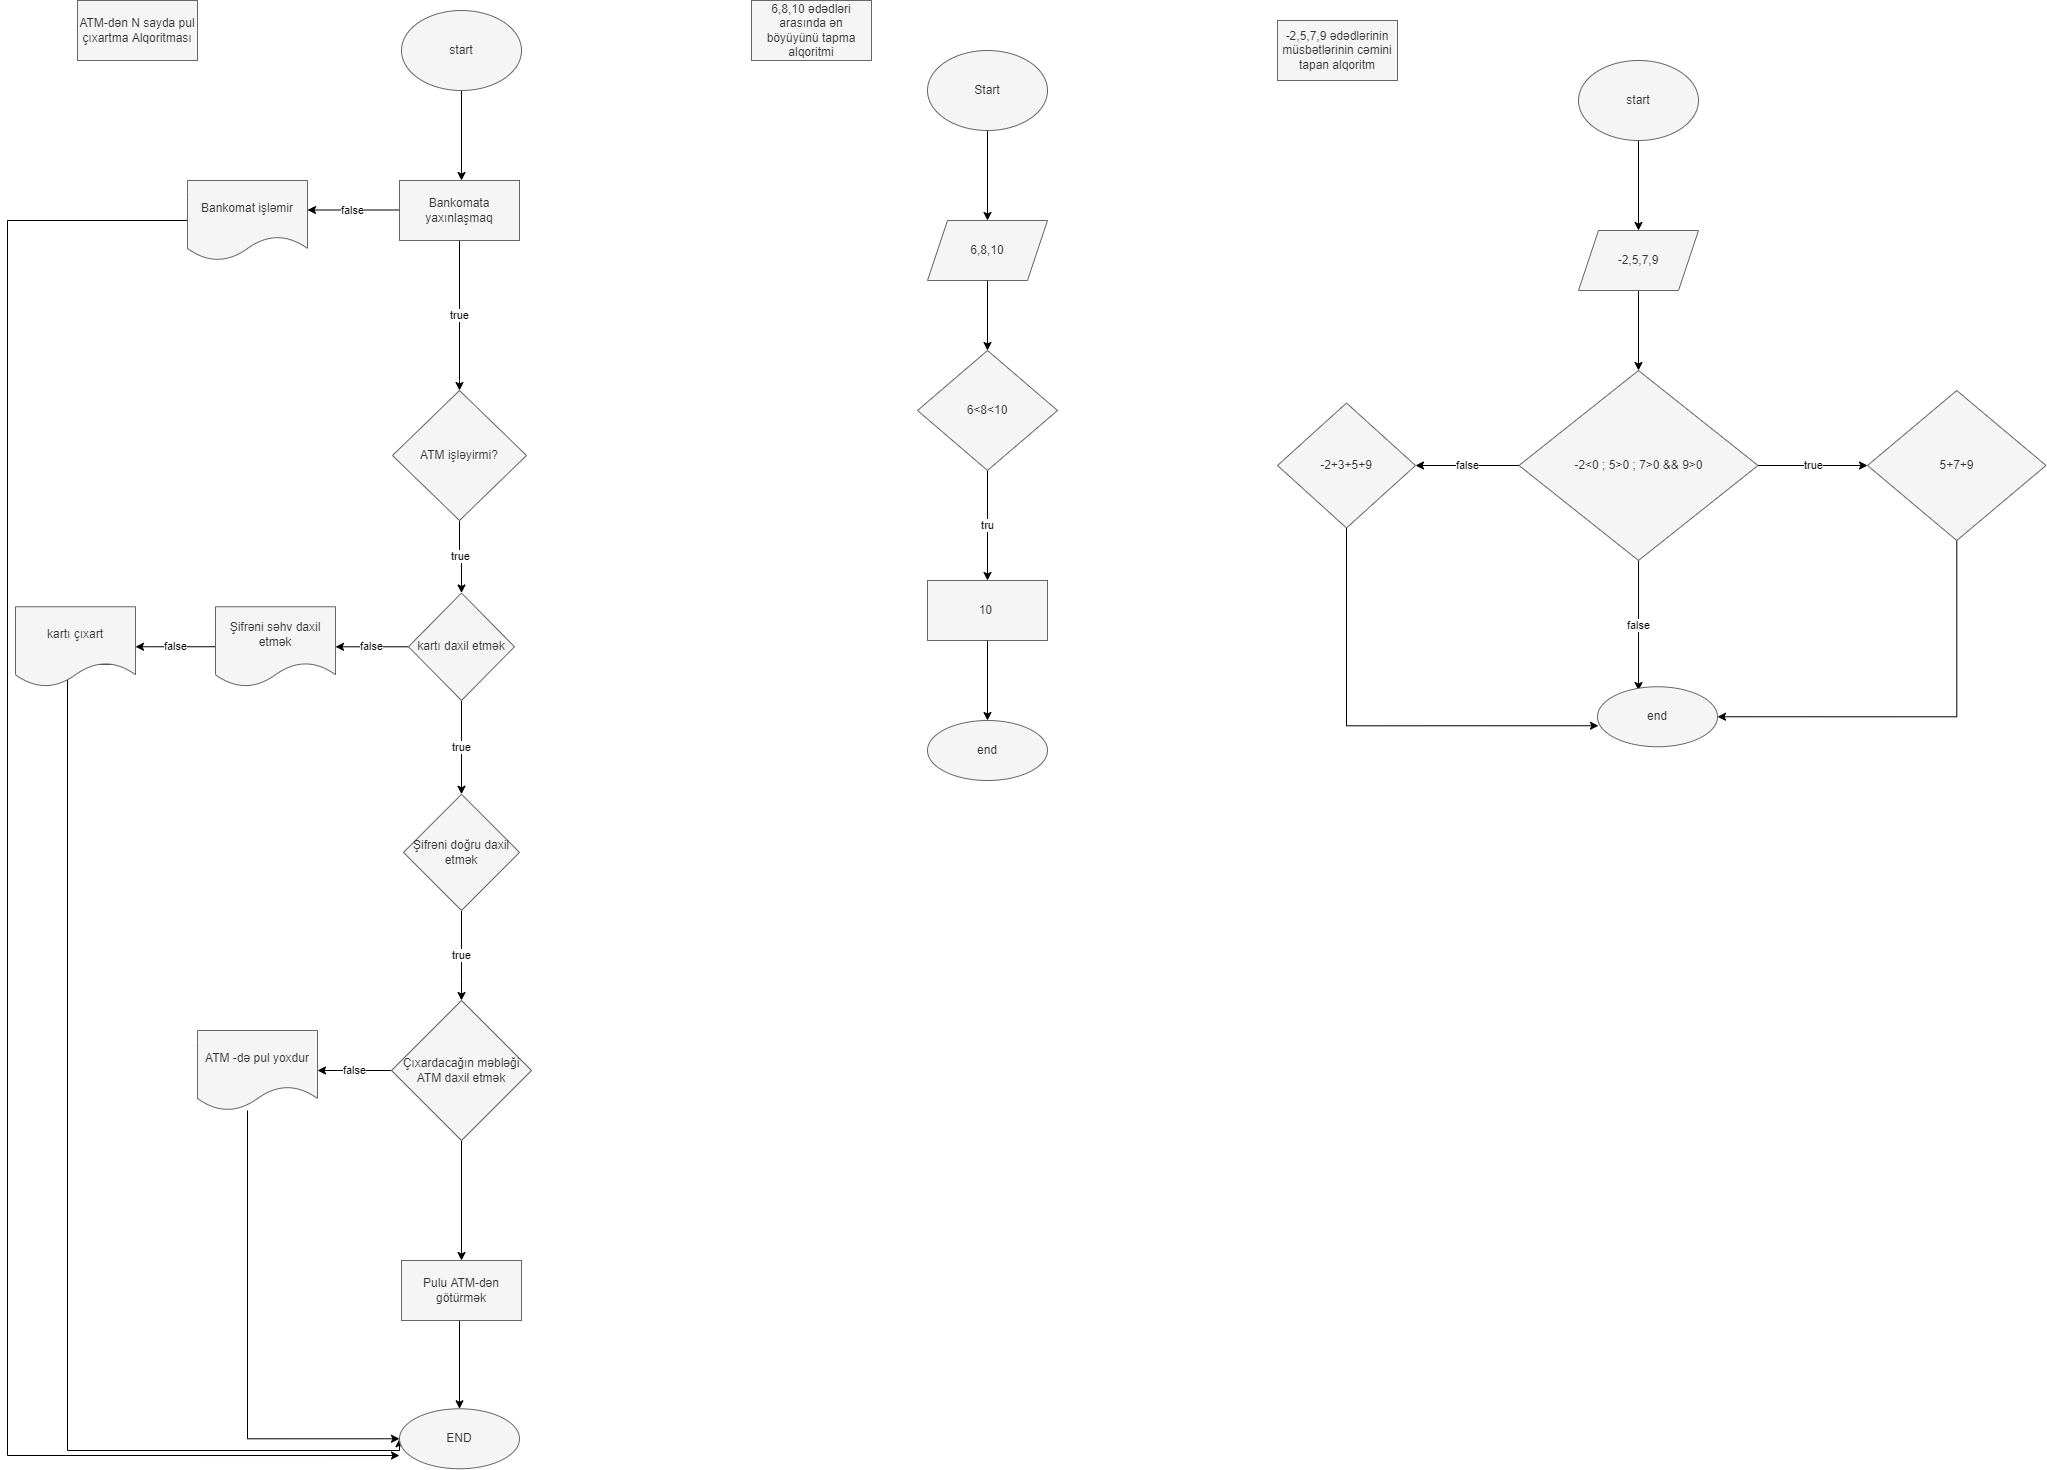 ATM-dən N sayda pul
çıxartma Alqoritması
start
Bankomata
yaxınlaşmaq
false
Bankomat işləmir
true
ATM işləyirmi?
true
kartı daxil etmək
false
Şifrəni səhv daxil
etmək
false
kartı çıxart
true
Şifrəni doğru daxil
etmək
true
Çıxardacağın məbləği
ATM daxil etmək
false
ATM -də pul yoxdur
Pulu ATM-dən
götürmək
END
6,8,10 ədədləri
arasında ən
böyüyünü tapma
alqoritmi
Start
6,8,10
6<8<10
tru
10
end
-2,5,7,9 ədədlərinin
müsbətlərinin cəmini
tapan alqoritm
start
-2,5,7,9
-2+3+5+9
false
-2<0 ; 5>0 ; 7>0 && 9>0
true
5+7+9
false
end